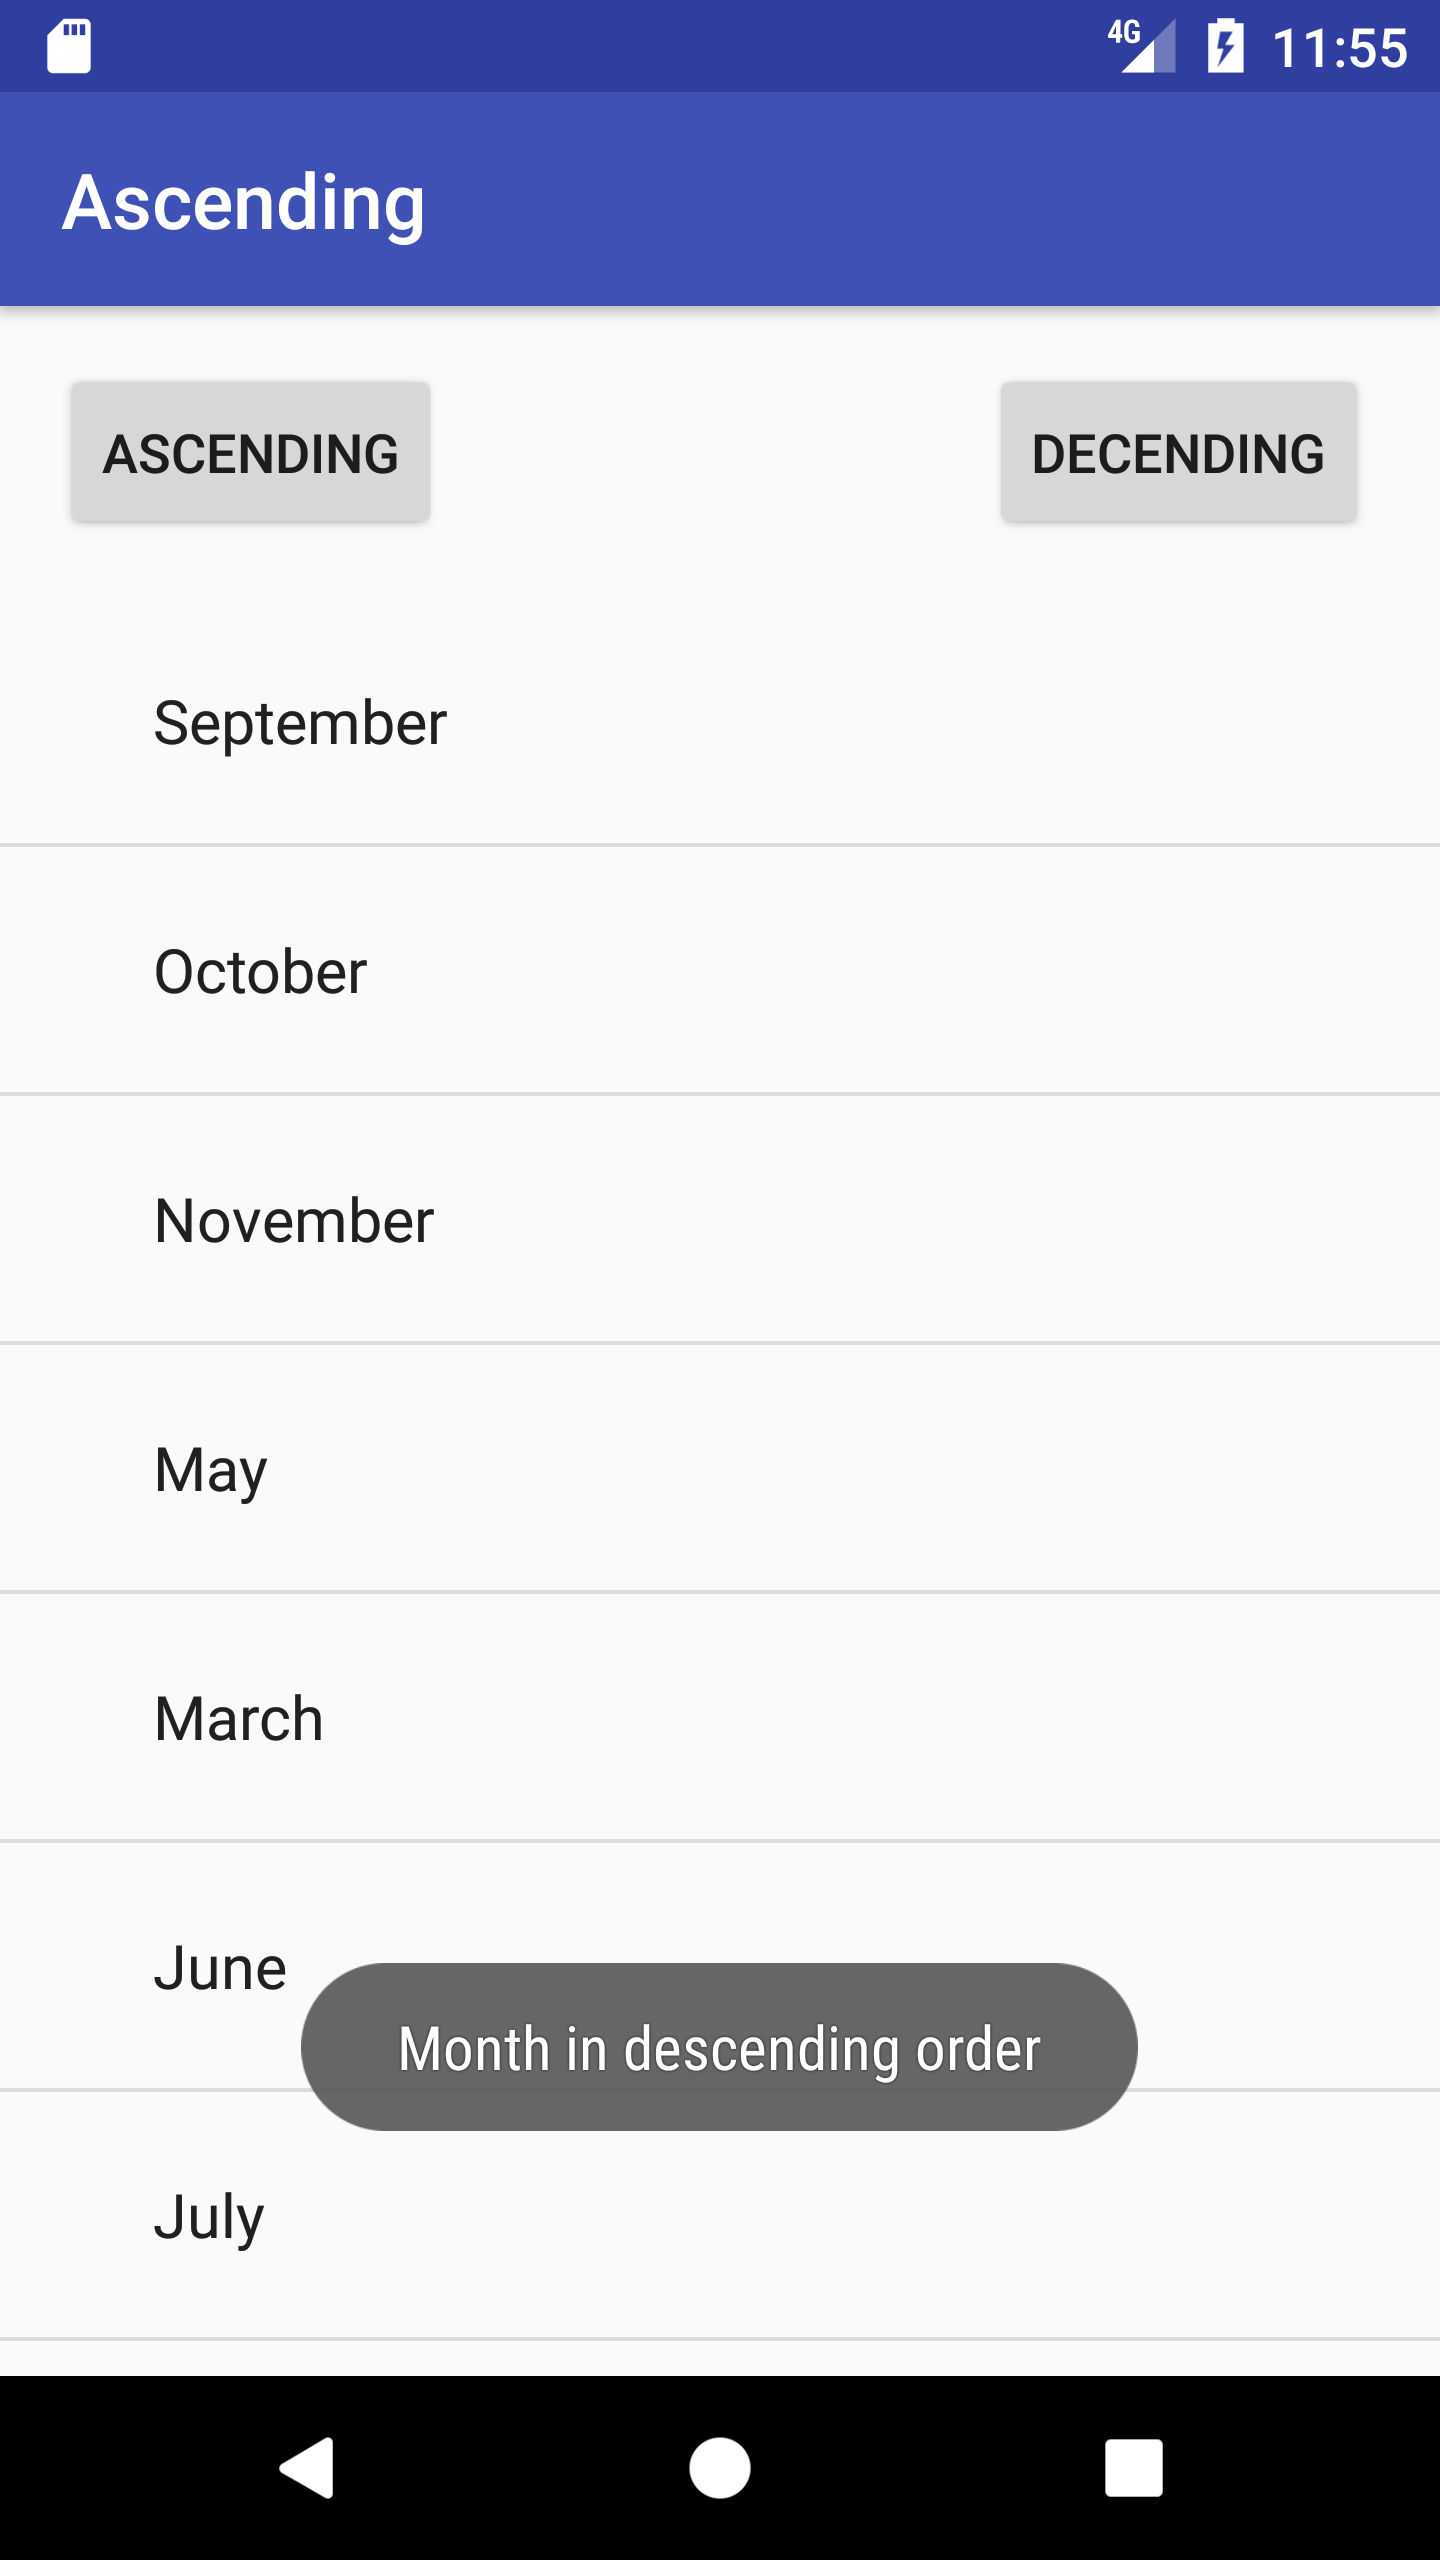 4G 11:55
Ascending
ASCENDING DECENDING
September
October
November
May
March
June
Month in descending order
July